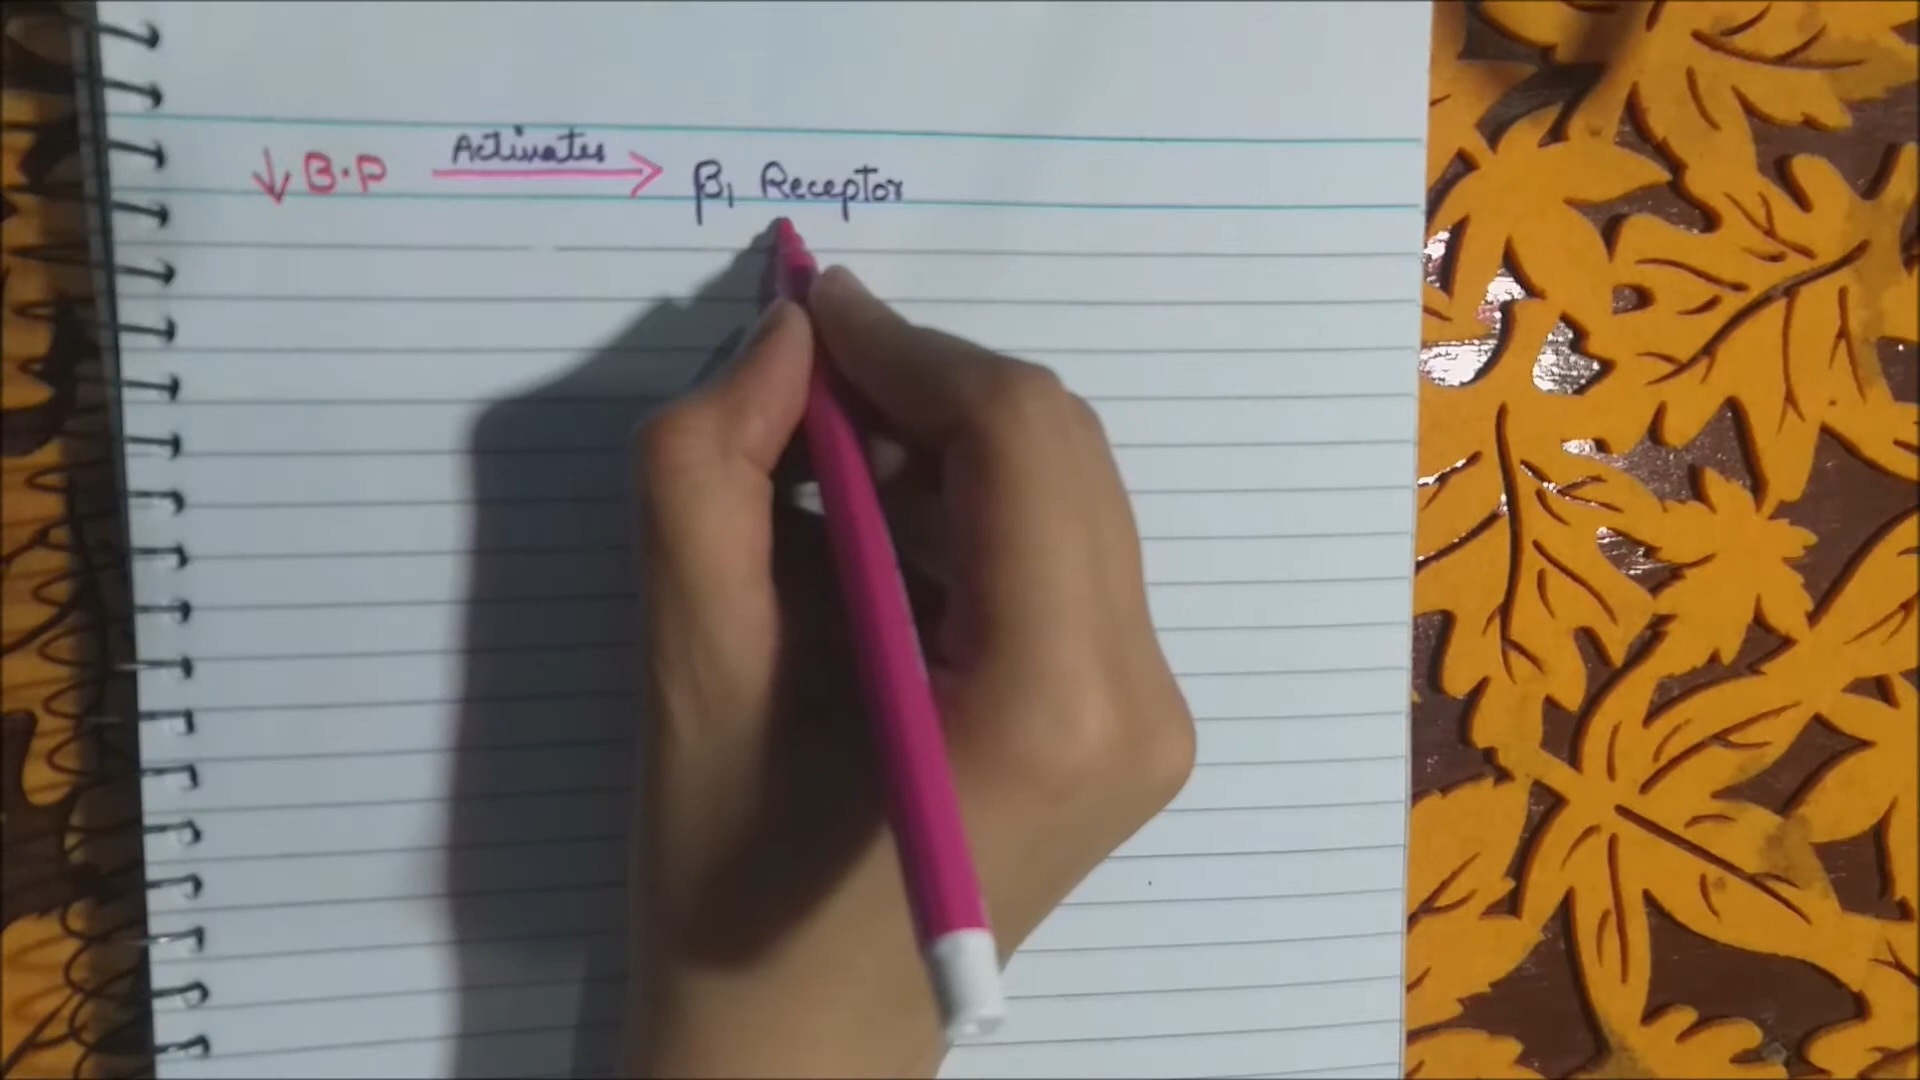 ↓ B.P Activates → β₁ Receptor